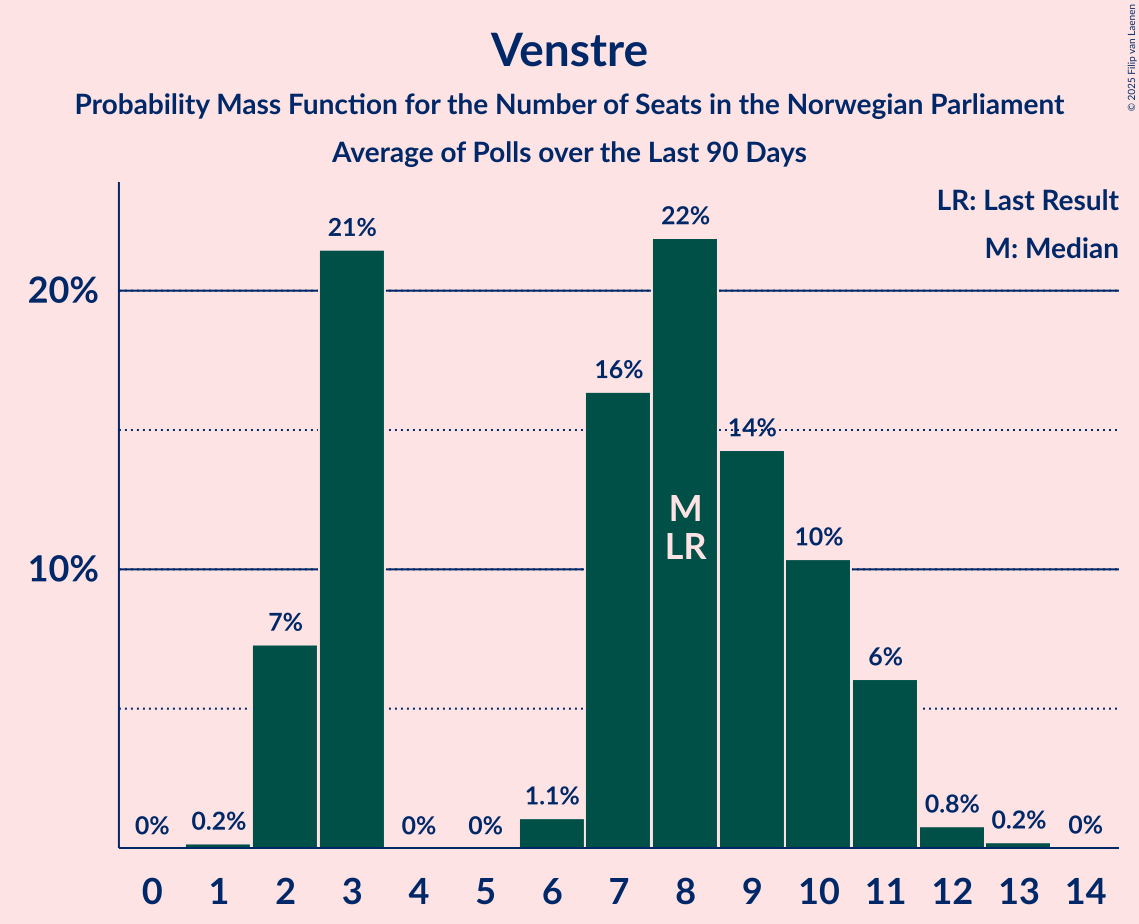 Venstre
Probability Mass Function for the Number of Seats in the Norwegian Parliament
Average of Polls over the Last 90 Days
© 2025 Filip van Laenen
LR: Last Result
M: Median
20%
10%
0%
0.2%
7%
21%
0%
0%
1.1%
16%
22%
14%
10%
6%
0.8%
0.2%
0%
M
LR
0 1 2 3 4 5 6 7 8 9 10 11 12 13 14